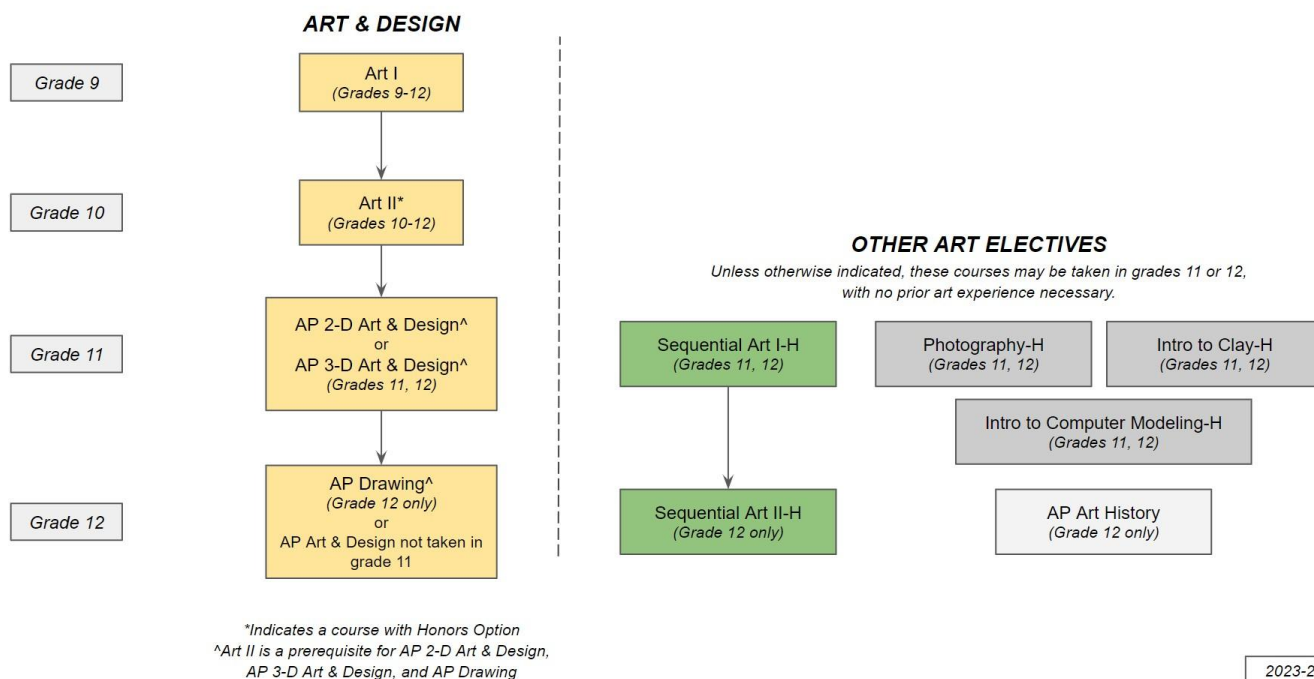 ART & DESIGN
Grade 9
Art I
(Grades 9-12)
Grade 10
Art II*
(Grades 10-12)
OTHER ART ELECTIVES
Unless otherwise indicated, these courses may be taken in grades 11 or 12,
with no prior art experience necessary.
Grade 11
AP 2-D Art & Design^
or
AP 3-D Art & Design^
(Grades 11, 12)
Sequential Art I-H
(Grades 11, 12)
Photography-H
(Grades 11, 12)
Intro to Clay-H
(Grades 11, 12)
Intro to Computer Modeling-H
(Grades 11, 12)
Grade 12
AP Drawing^
(Grade 12 only)
or
AP Art & Design not taken in
grade 11
Sequential Art II-H
(Grade 12 only)
AP Art History
(Grade 12 only)
*Indicates a course with Honors Option
^Art II is a prerequisite for AP 2-D Art & Design,
AP 3-D Art & Design, and AP Drawing
2023-2